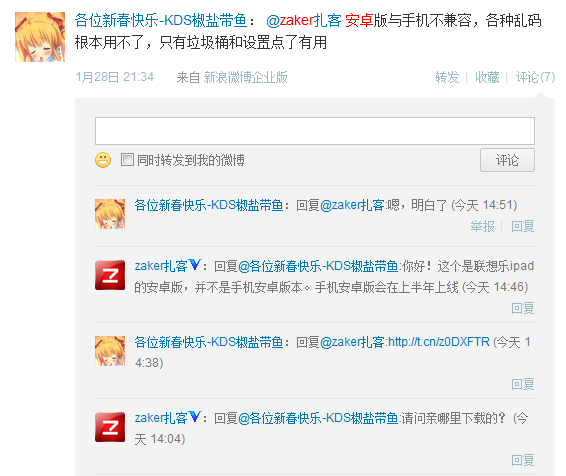 各位新春快乐-KDS椒盐带鱼： @zaker扎客 安卓版与手机不兼容，各种乱码
根本用不了，只有垃圾桶和设置点了有用
1月28日 21:34 来自 新浪微博企业版 转发 | 收藏 | 评论(7)
同时转发到我的微博 评论
各位新春快乐-KDS椒盐带鱼：回复@zaker扎客:嗯，明白了 (今天 14:51)
举报 | 回复
zaker扎客V：回复@各位新春快乐-KDS椒盐带鱼:你好！这个是联想乐ipad
的安卓版，并不是手机安卓版本。手机安卓版会在上半年上线 (今天 14:46)
回复
各位新春快乐-KDS椒盐带鱼：回复@zaker扎客:http://t.cn/z0DXFTR (今天 1
4:38)
回复
zaker扎客V：回复@各位新春快乐-KDS椒盐带鱼:请问亲哪里下载的？ (今
天 14:04)
回复